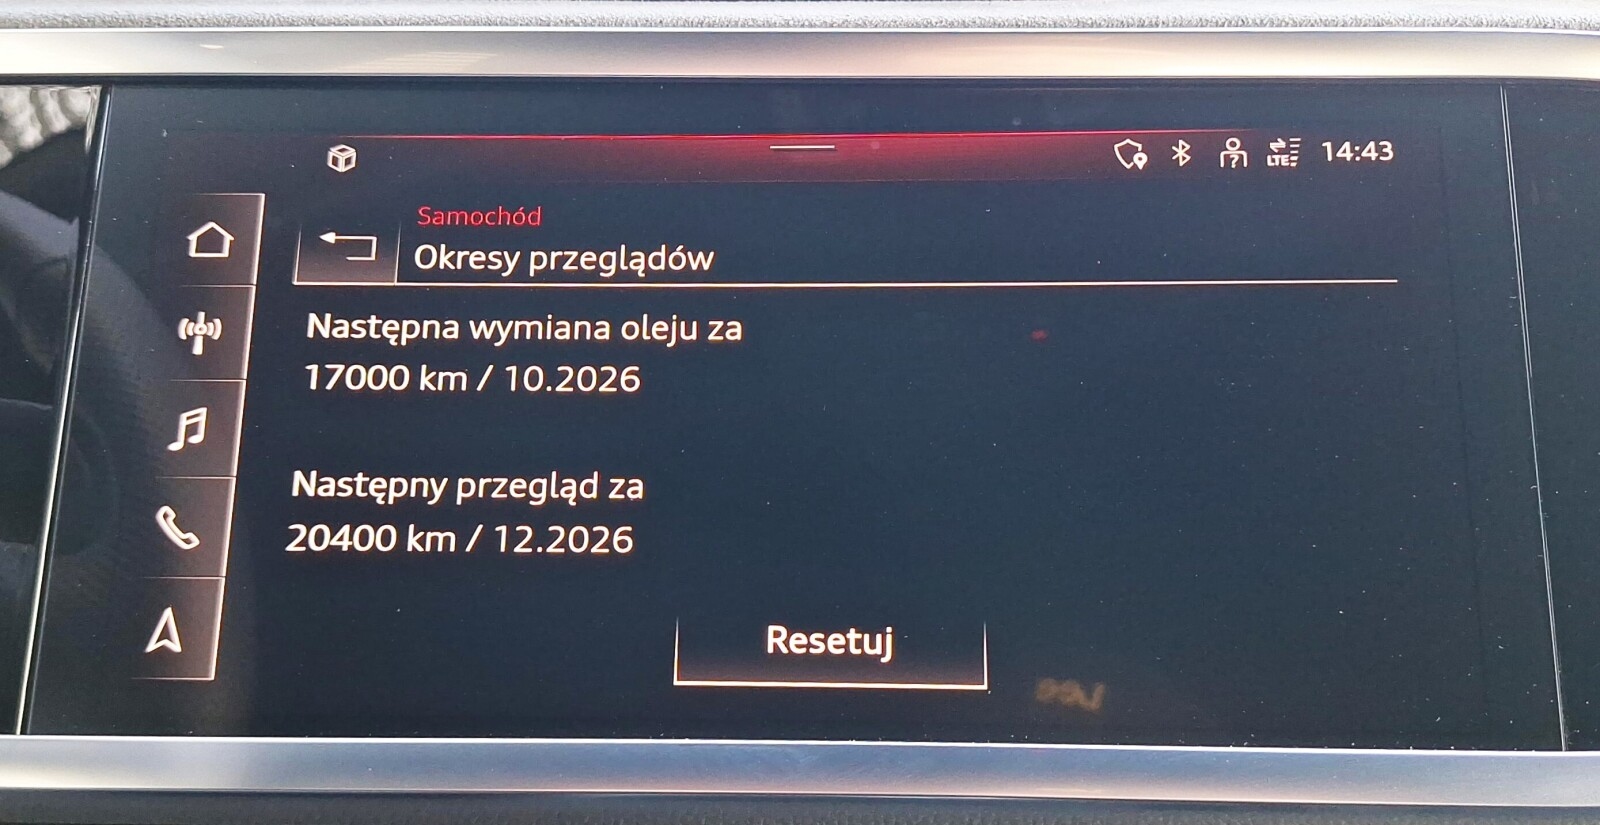 LTE 14:43
Samochód
Okresy przeglądów
Następna wymiana oleju za
17000 km / 10.2026
Następny przegląd za
20400 km / 12.2026
Resetuj